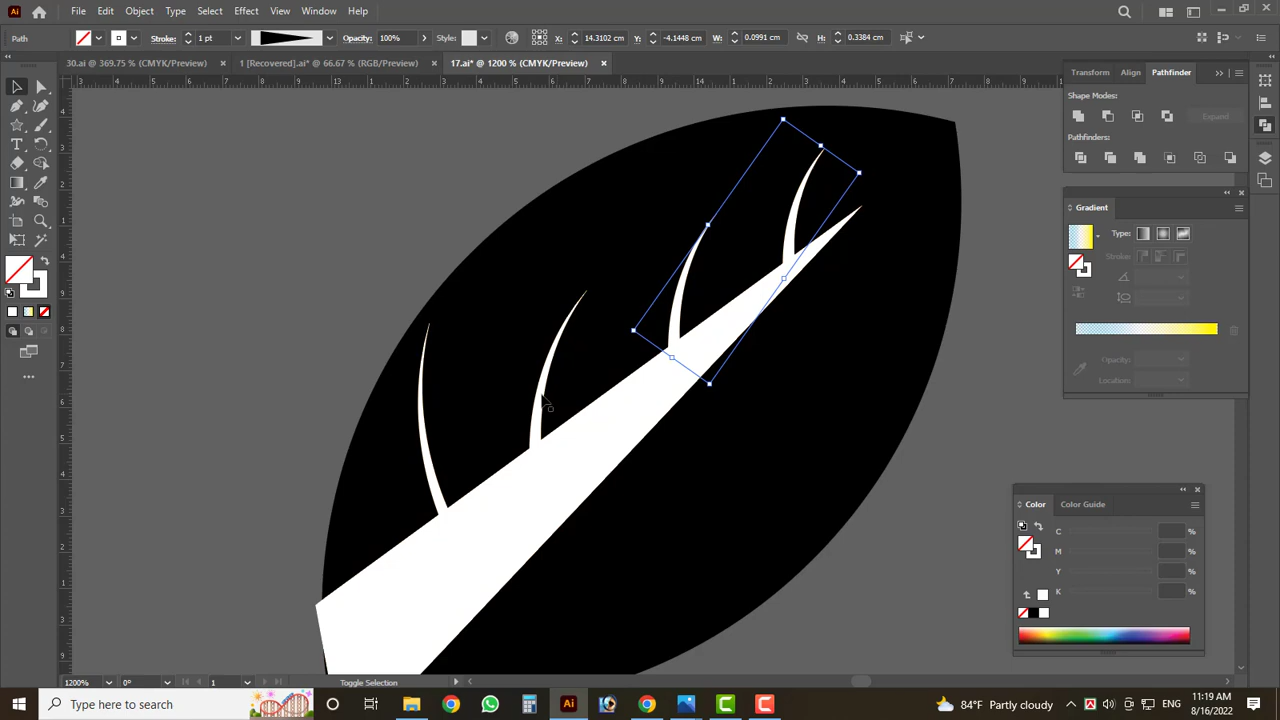 Ai File Edit Object Type Select Effect View Window Help
Path Stroke: 1 pt Opacity: 100% Style: X: 14.3102 cm Y: -4.1448 cm W: 0.0991 cm H: 0.3384 cm
30.ai @ 369.75 % (CMYK/Preview) × 1 [Recovered].ai* @ 66.67 % (RGB/Preview) × 17.ai* @ 1200 % (CMYK/Preview) ×
Transform Align Pathfinder
Shape Modes:
Expand
Pathfinders:
Gradient
Type:
Stroke:
Opacity:
Location:
Color Color Guide
C %
M %
Y %
K %
1200% 0° 1 Toggle Selection
Type here to search
84°F Partly cloudy
11:19 AM
8/16/2022